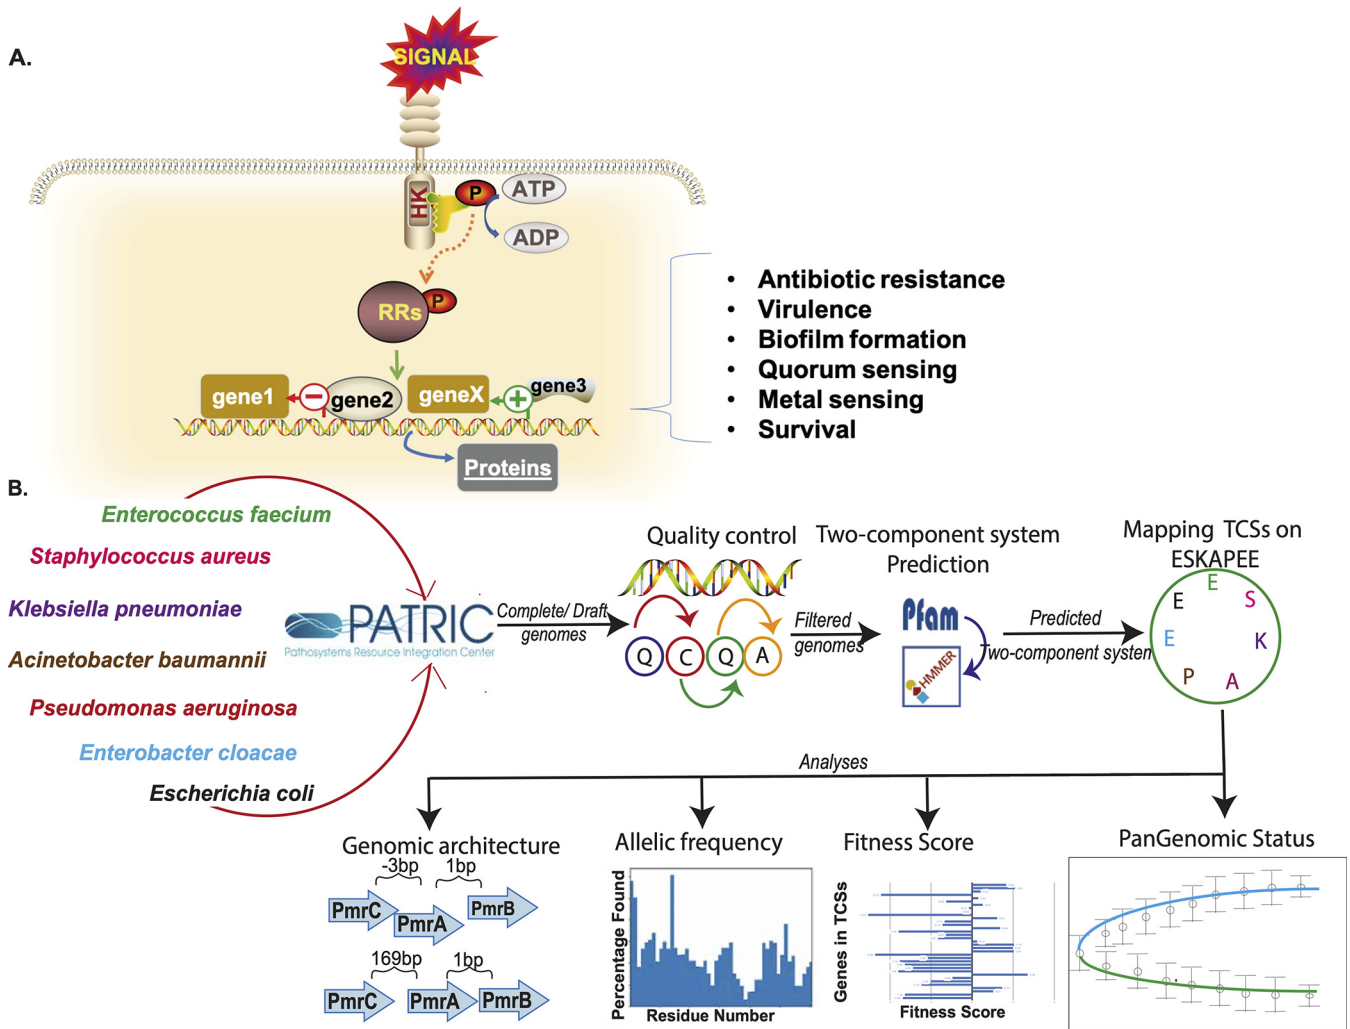 A.
SIGNAL
HK
P
ATP
ADP
RRs
P
gene1
gene2
geneX
gene3
Proteins
• Antibiotic resistance
• Virulence
• Biofilm formation
• Quorum sensing
• Metal sensing
• Survival
B.
Enterococcus faecium
Staphylococcus aureus
Klebsiella pneumoniae
Acinetobacter baumannii
Pseudomonas aeruginosa
Enterobacter cloacae
Escherichia coli
PATRIC
Pathosystems Resource Integration Center
Complete/ Draft
genomes
Quality control
Q C Q A
Filtered
genomes
Two-component system
Prediction
Pfam
HMMER
Predicted
Two-component systen
Mapping TCSs on
ESKAPEE
E
S
K
A
P
E
E
Analyses
Genomic architecture
-3bp
1bp
PmrC
PmrA
PmrB
169bp
1bp
PmrC
PmrA
PmrB
Allelic frequency
Percentage Found
Residue Number
Fitness Score
Genes in TCSs
Fitness Score
PanGenomic Status